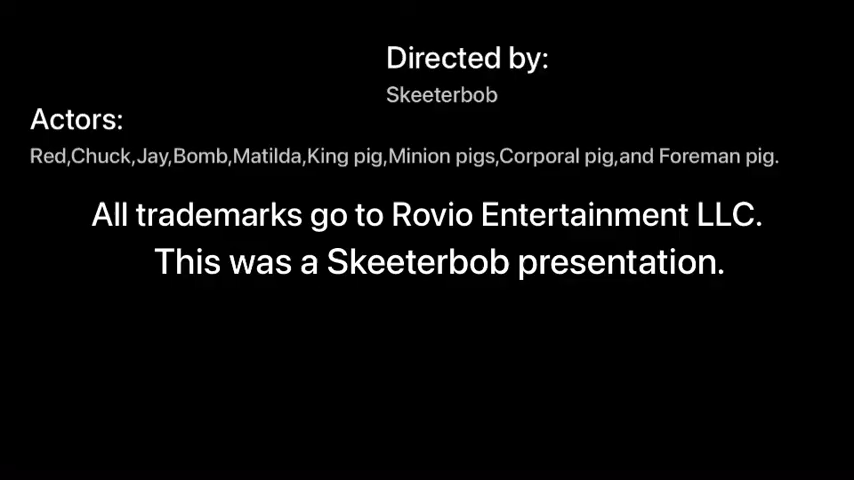 Directed by:
Skeeterbob
Actors:
Red,Chuck,Jay,Bomb,Matilda,King pig,Minion pigs,Corporal pig,and Foreman pig.
All trademarks go to Rovio Entertainment LLC.
This was a Skeeterbob presentation.